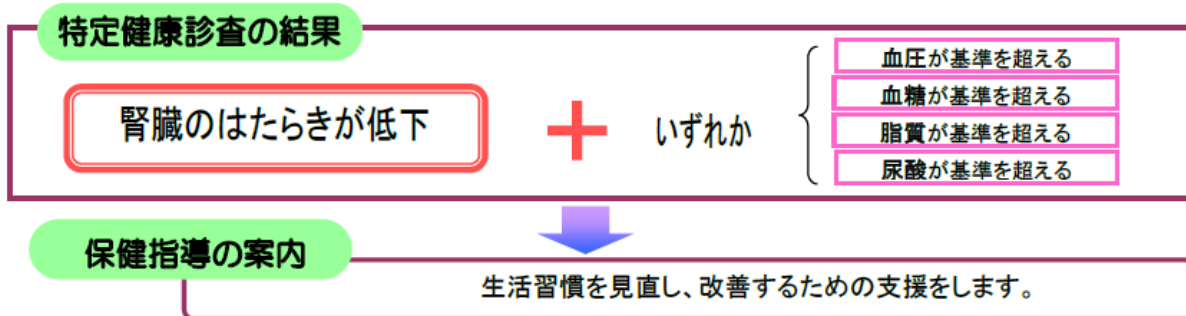 特定健康診査の結果
腎臓のはたらきが低下
＋
いずれか
血圧が基準を超える
血糖が基準を超える
脂質が基準を超える
尿酸が基準を超える
保健指導の案内
生活習慣を見直し、改善するための支援をします。